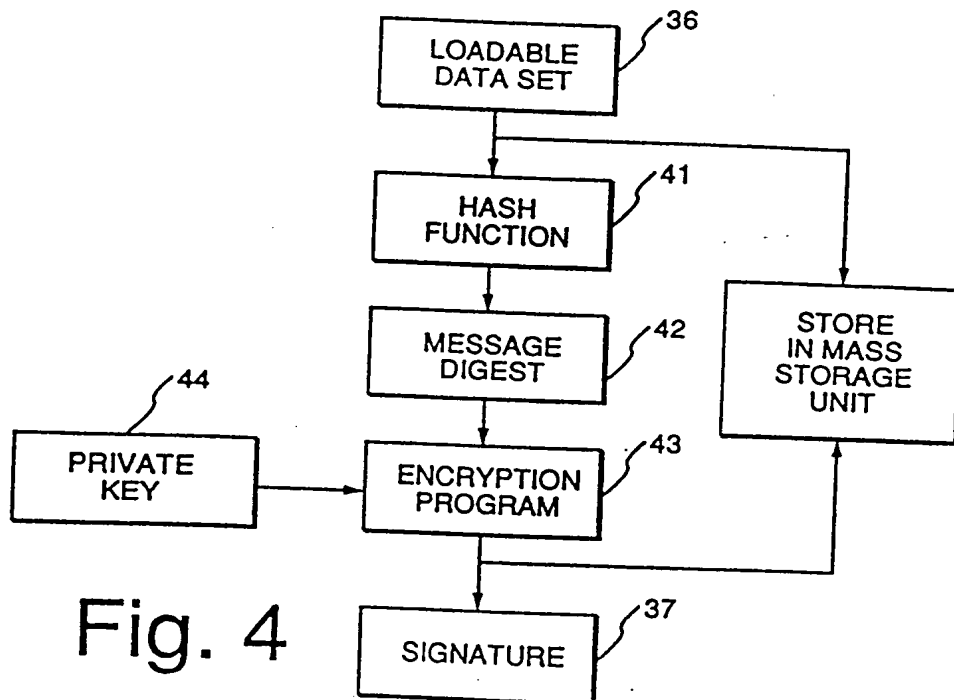 36
LOADABLE
DATA SET
41
HASH
FUNCTION
42
MESSAGE
DIGEST
STORE
IN MASS
STORAGE
UNIT
44
PRIVATE
KEY
43
ENCRYPTION
PROGRAM
37
SIGNATURE
Fig. 4